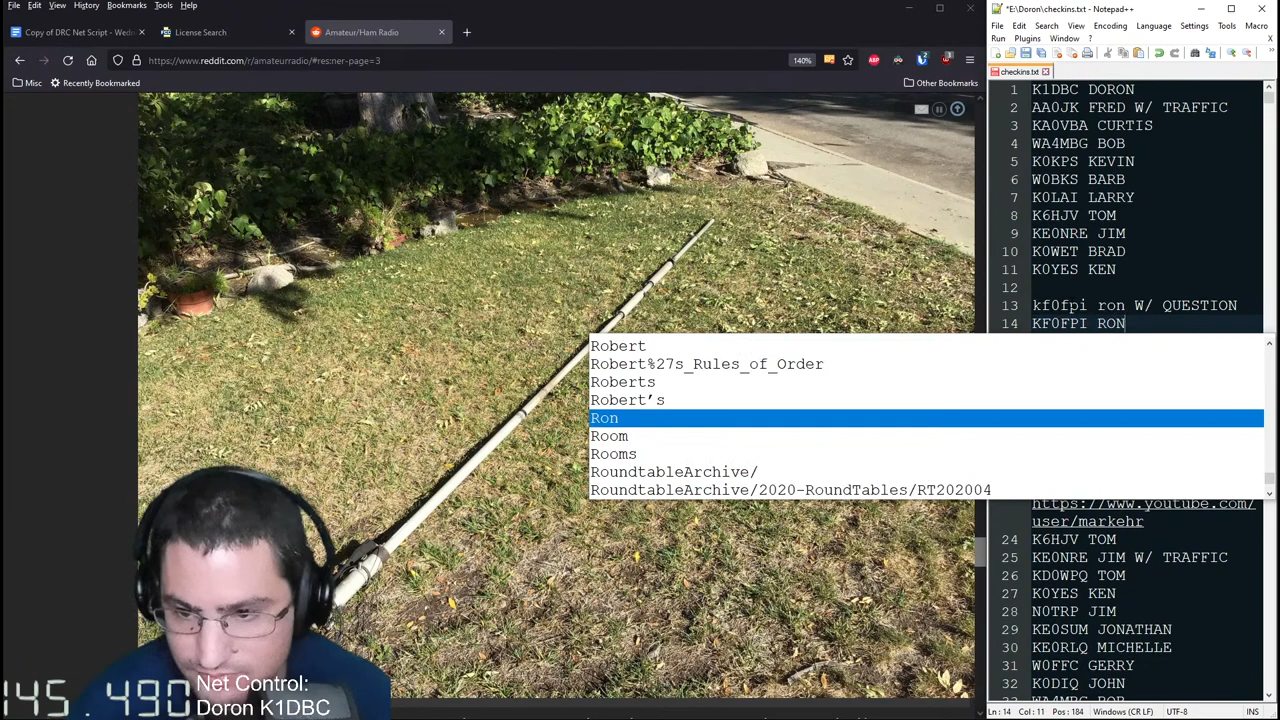 File Edit View History Bookmarks Tools Help
Copy of DRC Net Script - Wedn
License Search
Amateur/Ham Radio
https://www.reddit.com/r/amateurradio/#romier-page=3
140%
Misc
Recently Bookmarked
Other Bookmarks
*E:\Doron\checkins.txt - Notepad++
File Edit Search View Encoding Language Settings Tools Macro
Run Plugins Window ?
checkins.txt
1 K1DBC DORON
2 AA0JK FRED W/ TRAFFIC
3 KA0VBA CURTIS
4 WA4MBG BOB
5 K0KPS KEVIN
6 W0BKS BARB
7 K0LAI LARRY
8 K6HJV TOM
9 KE0NRE JIM
10 K0WET BRAD
11 K0YES KEN
12
13 kf0fpi ron W/ QUESTION
14 KF0FPI RON
Robert
Robert%27s_Rules_of_Order
Roberts
Robert’s
Ron
Room
Rooms
RoundtableArchive/
RoundtableArchive/2020-RoundTables/RT202004
https://www.youtube.com/
user/markehr
24 K6HJV TOM
25 KE0NRE JIM W/ TRAFFIC
26 KD0WPQ TOM
27 K0YES KEN
28 N0TRP JIM
29 KE0SUM JONATHAN
30 KE0RLQ MICHELLE
31 W0FFC GERRY
32 K0DIQ JOHN
33 WA4MBG BOB
Ln : 14 Col : 11 Pos : 184 Windows (CR LF) UTF-8 INS
145.490
Net Control:
Doron K1DBC